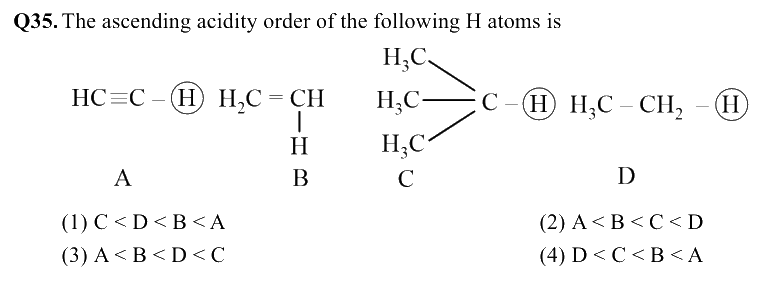 Q35. The ascending acidity order of the following H atoms is
H₃C
HC≡C – H H₂C = CH H₃C C – H H₃C – CH₂ – H
H H₃C
A B C D
(1) C < D < B < A (2) A < B < C < D
(3) A < B < D < C (4) D < C < B < A